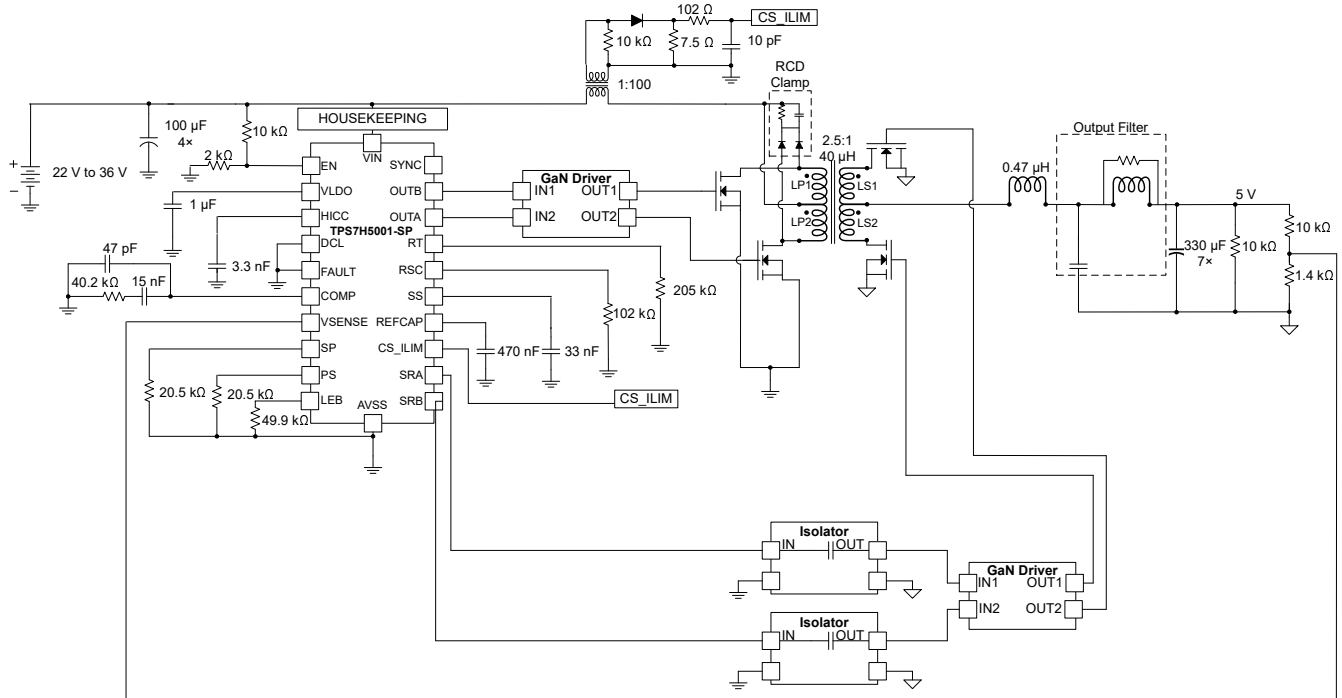 102 Ω
CS_ILIM
10 kΩ
7.5 Ω
10 pF
1:100
RCD
Clamp
HOUSEKEEPING
VIN
100 µF
4×
10 kΩ
2 kΩ
+
−
22 V to 36 V
1 µF
3.3 nF
47 pF
40.2 kΩ
15 nF
EN
VLDO
HICC
DCL
FAULT
COMP
VSENSE
SP
PS
LEB
TPS7H5001-SP
SYNC
OUTB
OUTA
RT
RSC
SS
REFCAP
CS_ILIM
SRA
SRB
AVSS
20.5 kΩ
20.5 kΩ
49.9 kΩ
GaN Driver
IN1 OUT1
IN2 OUT2
205 kΩ
102 kΩ
470 nF
33 nF
CS_ILIM
2.5:1
40 µH
LP1
LP2
LS1
LS2
0.47 µH
Output Filter
5 V
330 µF
7×
10 kΩ
10 kΩ
1.4 kΩ
Isolator
IN OUT
Isolator
IN OUT
GaN Driver
IN1 OUT1
IN2 OUT2